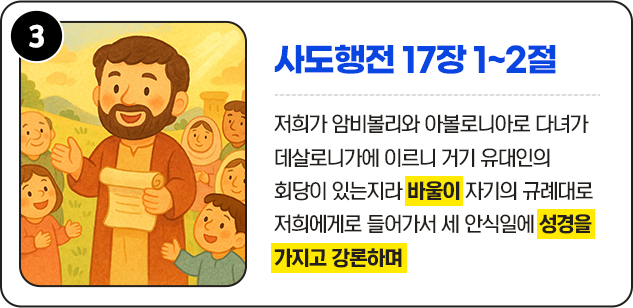 3
사도행전 17장 1~2절
저희가 암비볼리와 아볼로니아로 다녀가
데살로니가에 이르니 거기 유대인의
회당이 있는지라 바울이 자기의 규례대로
저희에게로 들어가서 세 안식일에 성경을
가지고 강론하며